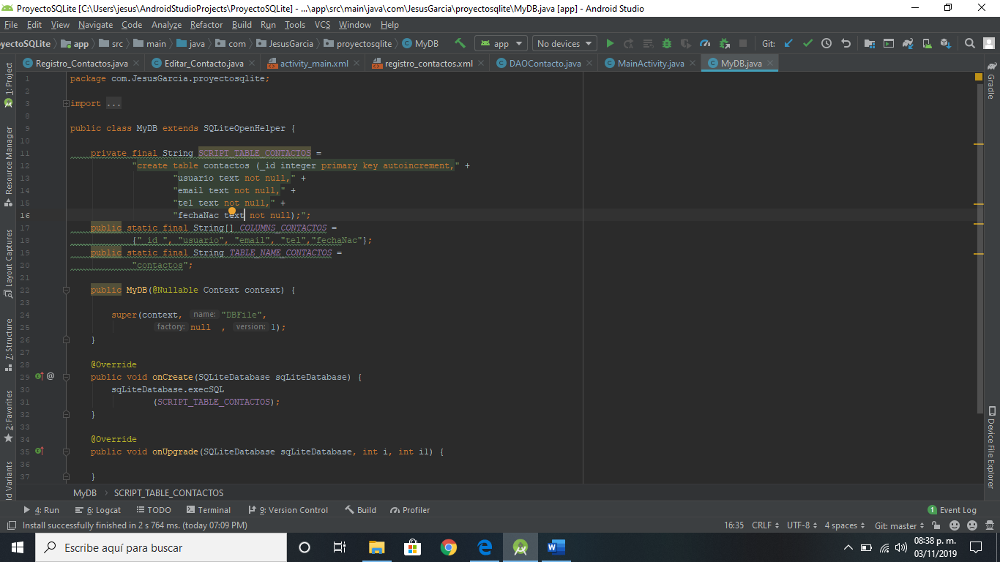 ProyectoSQLite [C:\Users\jesus\AndroidStudioProjects\ProyectoSQLite] - ...\app\src\main\java\com\JesusGarcia\proyectosqlite\MyDB.java [app] - Android Studio
File Edit View Navigate Code Analyze Refactor Build Run Tools VCS Window Help
oyectoSQLite app src main java com JesusGarcia proyectosqlite MyDB app No devices Git:
Registro_Contactos.java Editar_Contacto.java activity_main.xml registro_contactos.xml DAOContacto.java MainActivity.java MyDB.java
1: Project
Resource Manager
Layout Captures
7: Structure
2: Favorites
ld Variants
1 package com.JesusGarcia.proyectosqlite;
2
3 import ...
8
9 public class MyDB extends SQLiteOpenHelper {
10
11 private final String SCRIPT_TABLE_CONTACTOS =
12 "create table contactos (_id integer primary key autoincrement," +
13 "usuario text not null," +
14 "email text not null," +
15 "tel text not null," +
16 "fechaNac text not null);";
17 public static final String[] COLUMNS_CONTACTOS =
18 {"_id_", "usuario", "email", "tel","fechaNac"};
19 public static final String TABLE_NAME_CONTACTOS =
20 "contactos";
21
22 public MyDB(@Nullable Context context) {
23
24 super(context, name: "DBFile",
25 factory: null , version: 1);
26 }
27
28 @Override
29 public void onCreate(SQLiteDatabase sqLiteDatabase) {
30 sqLiteDatabase.execSQL
31 (SCRIPT_TABLE_CONTACTOS);
32 }
33
34 @Override
35 public void onUpgrade(SQLiteDatabase sqLiteDatabase, int i, int i1) {
36
37 }
Gradle
Device File Explorer
MyDB SCRIPT_TABLE_CONTACTOS
4: Run 6: Logcat TODO Terminal 9: Version Control Build Profiler 1 Event Log
Install successfully finished in 2 s 764 ms. (today 07:09 PM) 16:35 CRLF UTF-8 4 spaces Git: master
Escribe aquí para buscar
08:38 p. m.
03/11/2019